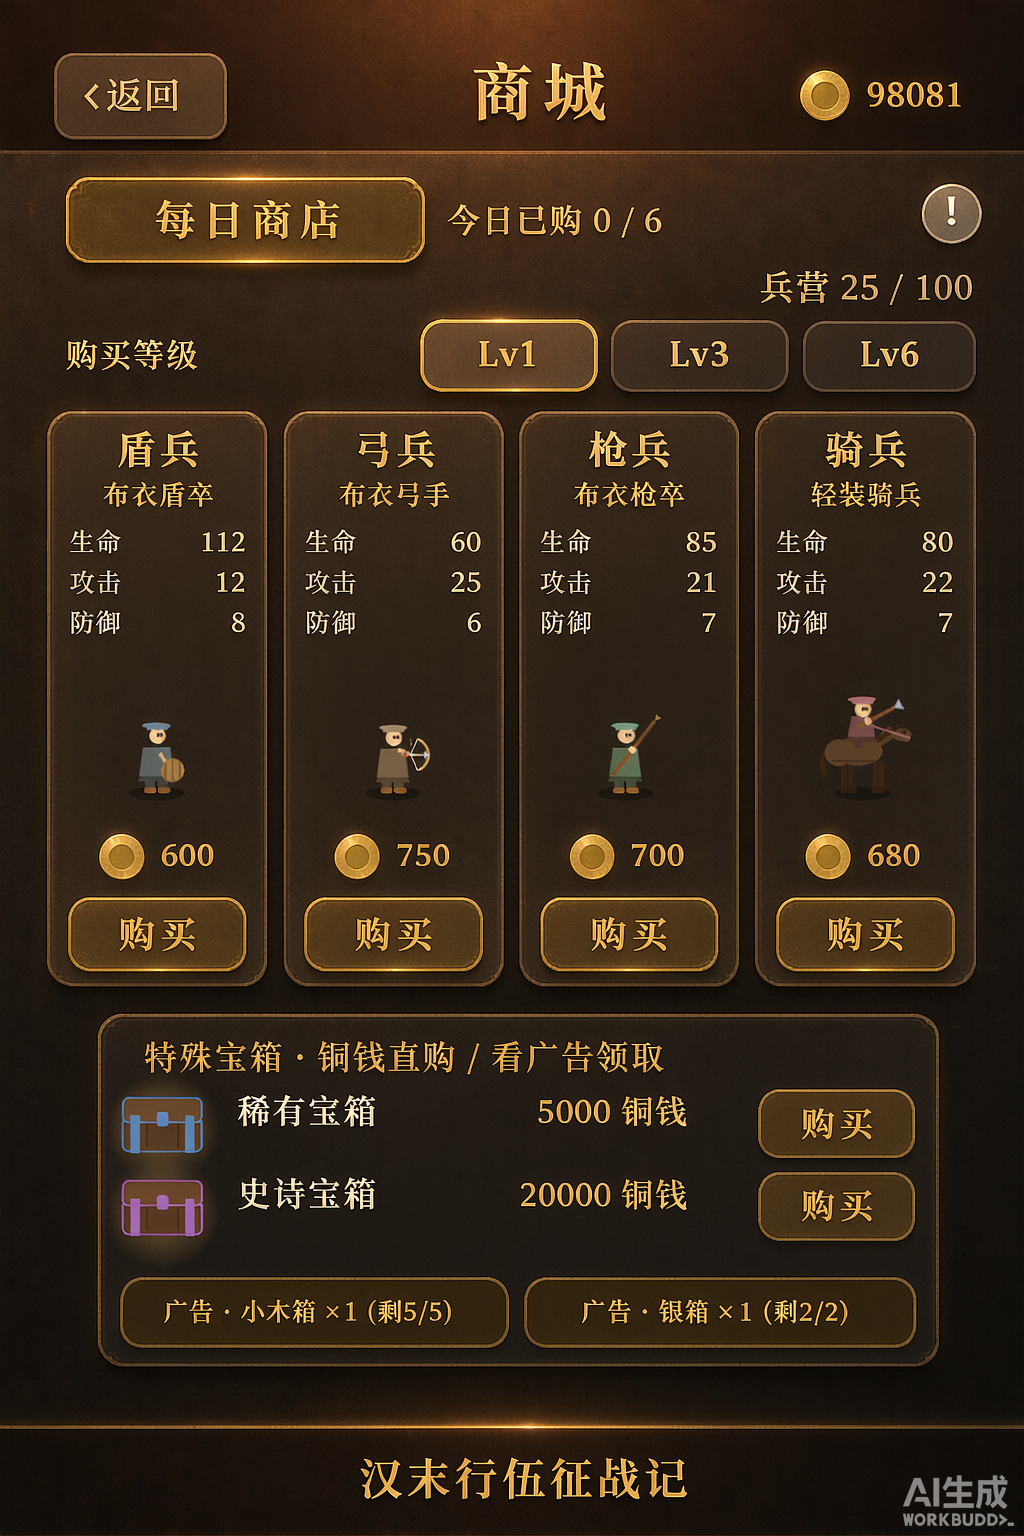 返回
商城
98081
每日商店
今日已购 0 / 6
!
兵营 25 / 100
购买等级
Lv1
Lv3
Lv6
盾兵
布衣盾卒
生命 112
攻击 12
防御 8
600
购买
弓兵
布衣弓手
生命 60
攻击 25
防御 6
750
购买
枪兵
布衣枪卒
生命 85
攻击 21
防御 7
700
购买
骑兵
轻装骑兵
生命 80
攻击 22
防御 7
680
购买
特殊宝箱 · 铜钱直购 / 看广告领取
稀有宝箱 5000 铜钱 购买
史诗宝箱 20000 铜钱 购买
广告 · 小木箱 ×1 (剩5/5)
广告 · 银箱 ×1 (剩2/2)
汉末行伍征战记
AI生成
WORKBUDD>_